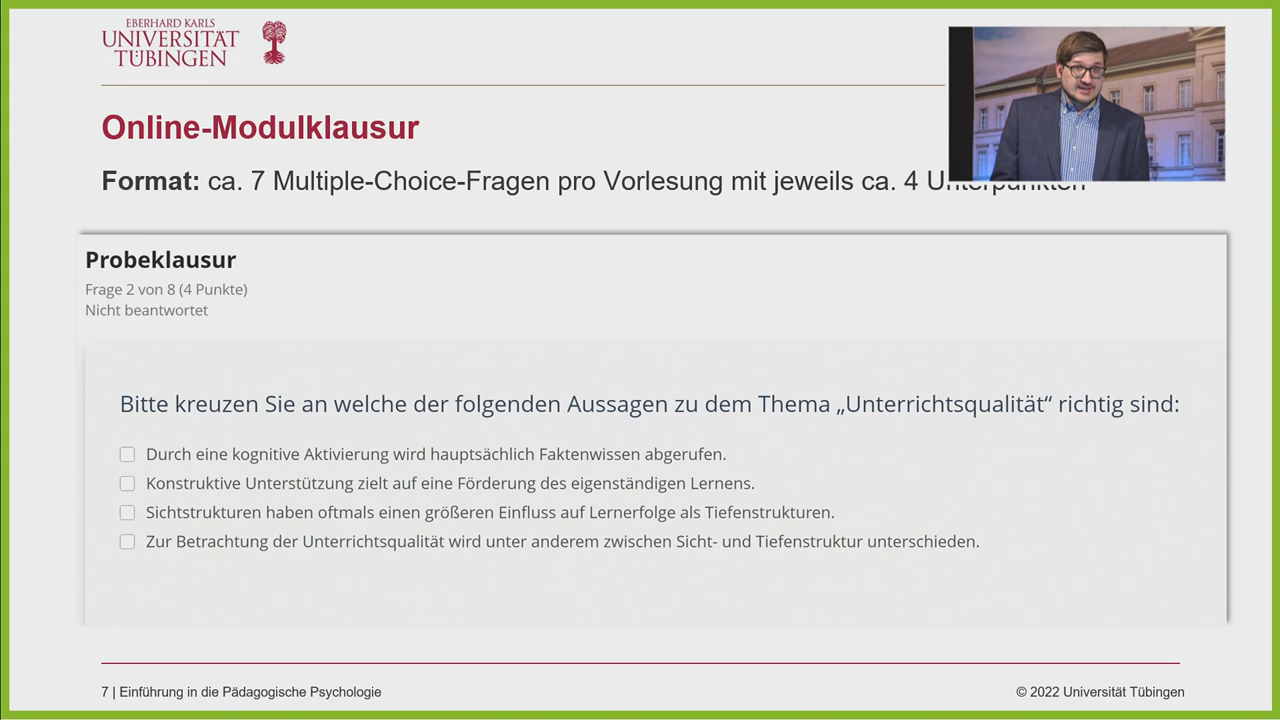 EBERHARD KARLS
UNIVERSITÄT
TÜBINGEN
Online-Modulklausur
Format: ca. 7 Multiple-Choice-Fragen pro Vorlesung mit jeweils ca. 4 Unterpunkten
Probeklausur
Frage 2 von 8 (4 Punkte)
Nicht beantwortet
Bitte kreuzen Sie an welche der folgenden Aussagen zu dem Thema „Unterrichtsqualität“ richtig sind:
Durch eine kognitive Aktivierung wird hauptsächlich Faktenwissen abgerufen.
Konstruktive Unterstützung zielt auf eine Förderung des eigenständigen Lernens.
Sichtstrukturen haben oftmals einen größeren Einfluss auf Lernerfolge als Tiefenstrukturen.
Zur Betrachtung der Unterrichtsqualität wird unter anderem zwischen Sicht- und Tiefenstruktur unterschieden.
7 | Einführung in die Pädagogische Psychologie
© 2022 Universität Tübingen